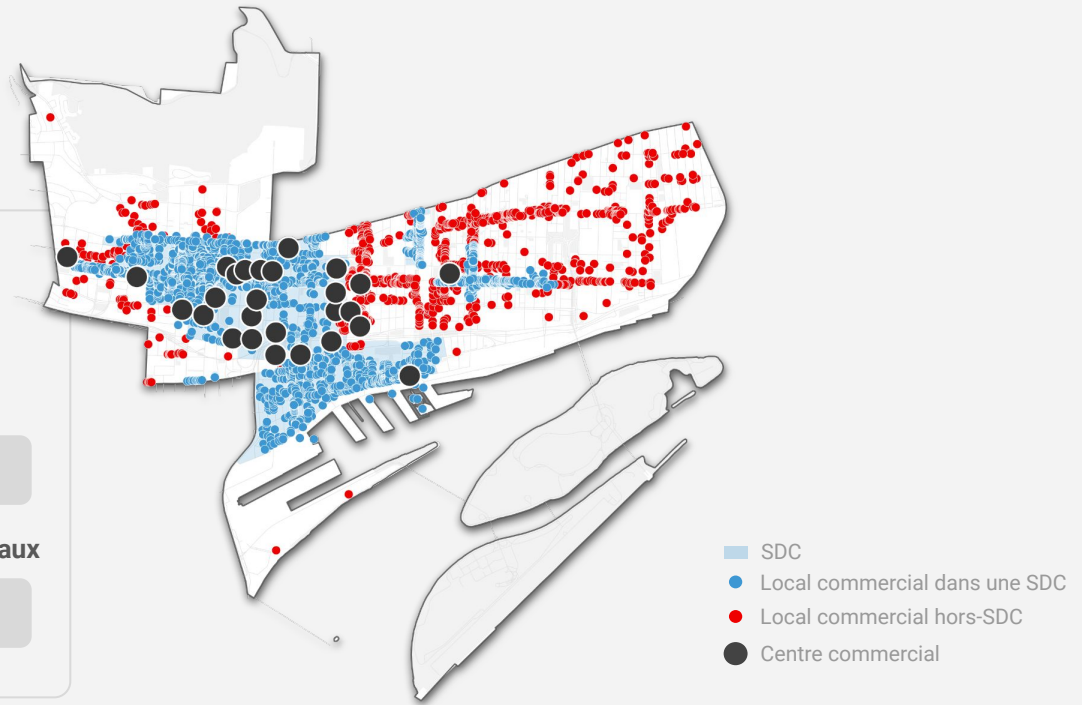 aux
SDC
Local commercial dans une SDC
Local commercial hors-SDC
Centre commercial